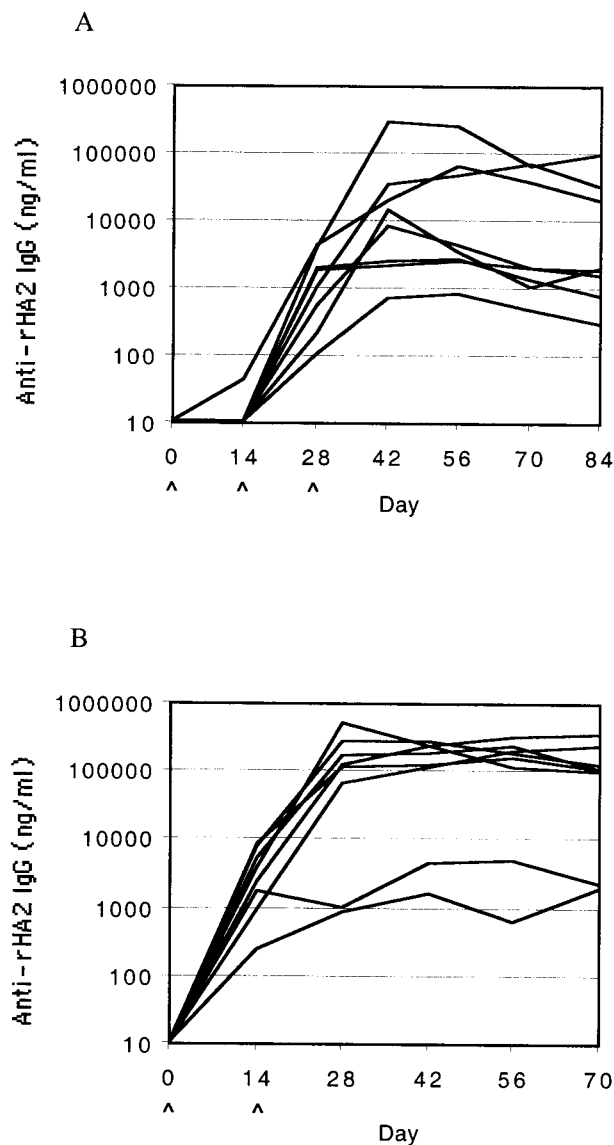 A
1000000
100000
10000
1000
100
10
Anti-rHA2 IgG (ng/ml)
0 14 28 42 56 70 84
^ ^ ^
Day
B
1000000
100000
10000
1000
100
10
Anti-rHA2 IgG (ng/ml)
0 14 28 42 56 70
^ ^
Day